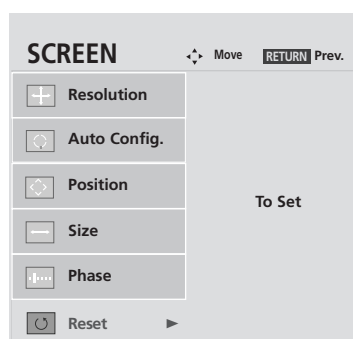 SCREEN Move RETURN Prev.
Resolution
Auto Config.
Position
To Set
Size
Phase
Reset